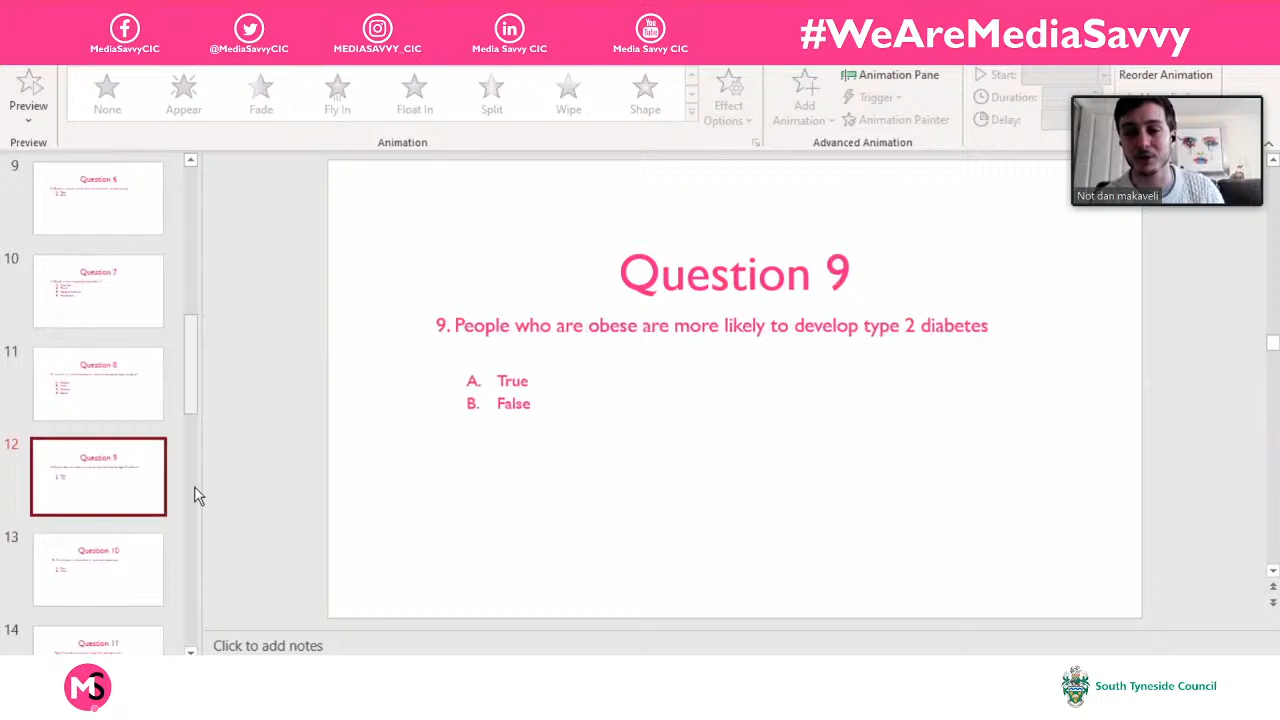 MediaSavvyCIC
@MediaSavvyCIC
MEDIASAVVY_CIC
Media Savvy CIC
You
Tube
Media Savvy CIC
#WeAreMediaSavvy
Preview
Preview
None
Appear
Fade
Fly In
Float In
Split
Wipe
Shape
Animation
Effect
Options
Add
Animation
Animation Pane
Trigger
Animation Painter
Advanced Animation
Start:
Duration:
Delay:
Reorder Animation
Not dan makaveli
9
Question 6
10
Question 7
11
Question 8
12
Question 9
13
Question 10
14
Question 11
Question 9
9. People who are obese are more likely to develop type 2 diabetes
A. True
B. False
Click to add notes
MS
South Tyneside Council